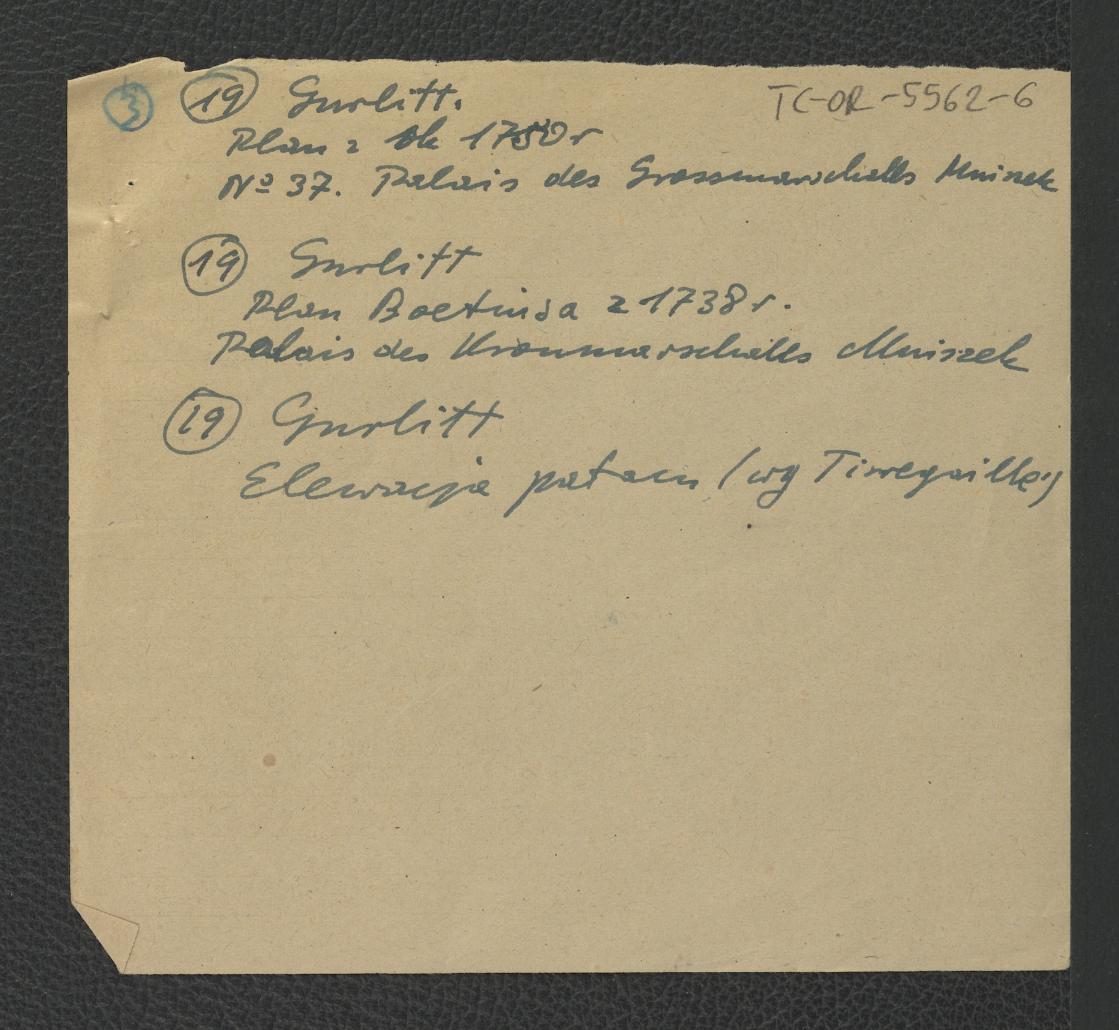 3 19 Gurlitt. TC-OR-5562-6
Plan z ok 1750 r
Nº 37. Palais des Grossmarschalls Mniszek
19 Gurlitt
Plan Boetiusa z 1738 r.
Palais des Kronmarschalls Mniszek
19 Gurlitt
Elewacja pałacu (wg Tirregaille'a)